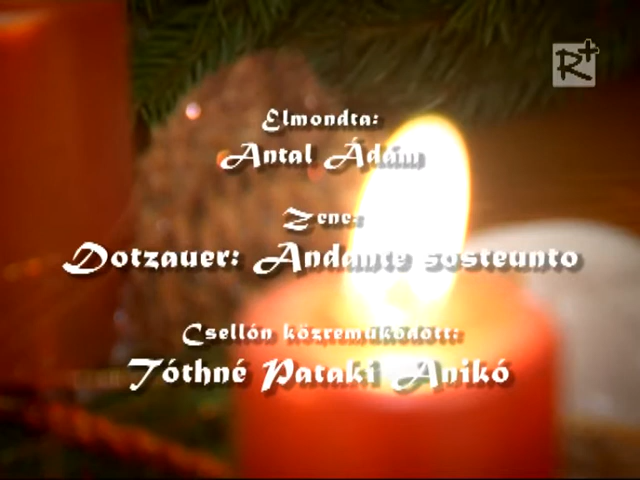 R+
Elmondta:
Antal Ádám
Zene:
Dotzauer: Andante sosteunto
Csellón közreműködött:
Tóthné Pataki Anikó